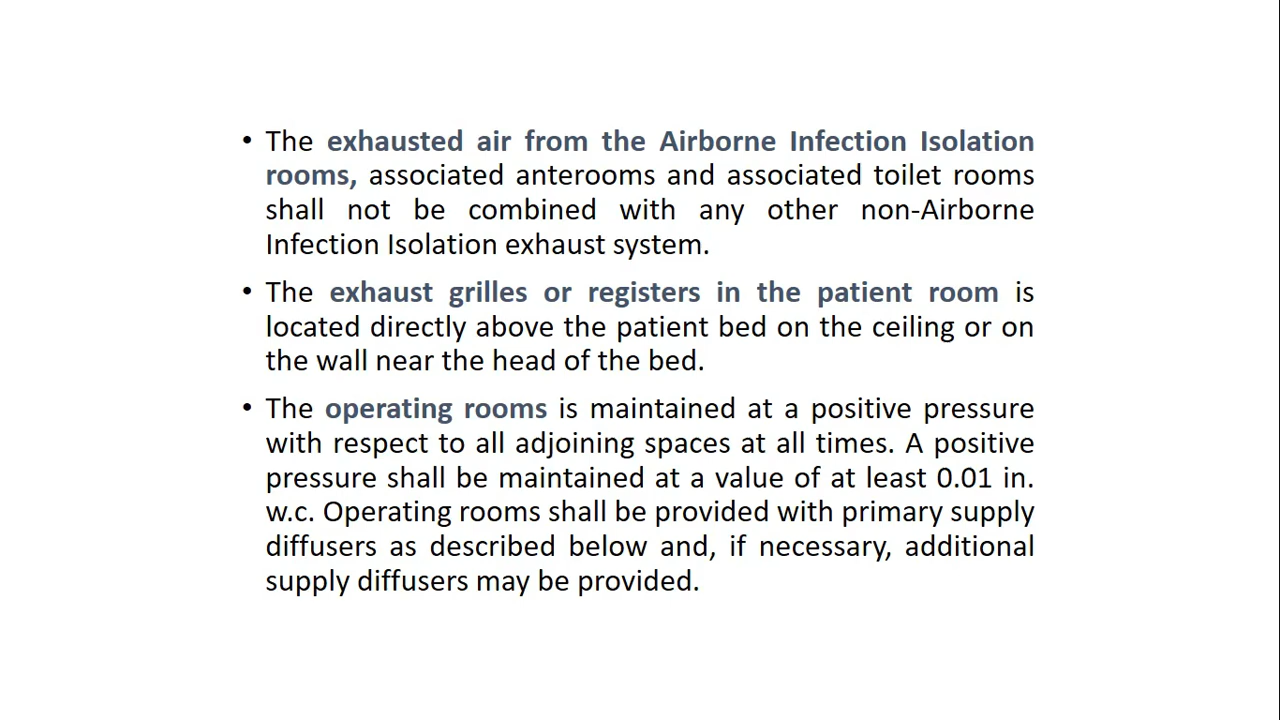 • The exhausted air from the Airborne Infection Isolation
rooms, associated anterooms and associated toilet rooms
shall not be combined with any other non-Airborne
Infection Isolation exhaust system.
• The exhaust grilles or registers in the patient room is
located directly above the patient bed on the ceiling or on
the wall near the head of the bed.
• The operating rooms is maintained at a positive pressure
with respect to all adjoining spaces at all times. A positive
pressure shall be maintained at a value of at least 0.01 in.
w.c. Operating rooms shall be provided with primary supply
diffusers as described below and, if necessary, additional
supply diffusers may be provided.